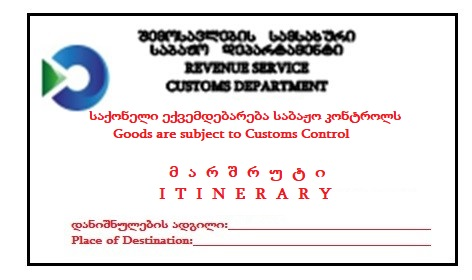 შემოსავლების სამსახური
საბაჟო დეპარტამენტი
REVENUE SERVICE
CUSTOMS DEPARTMENT
საქონელი ექვემდებარება საბაჟო კონტროლს
Goods are subject to Customs Control
მ ა რ შ რ უ ტ ი
I T I N E R A R Y
დანიშნულების ადგილი:
Place of Destination: